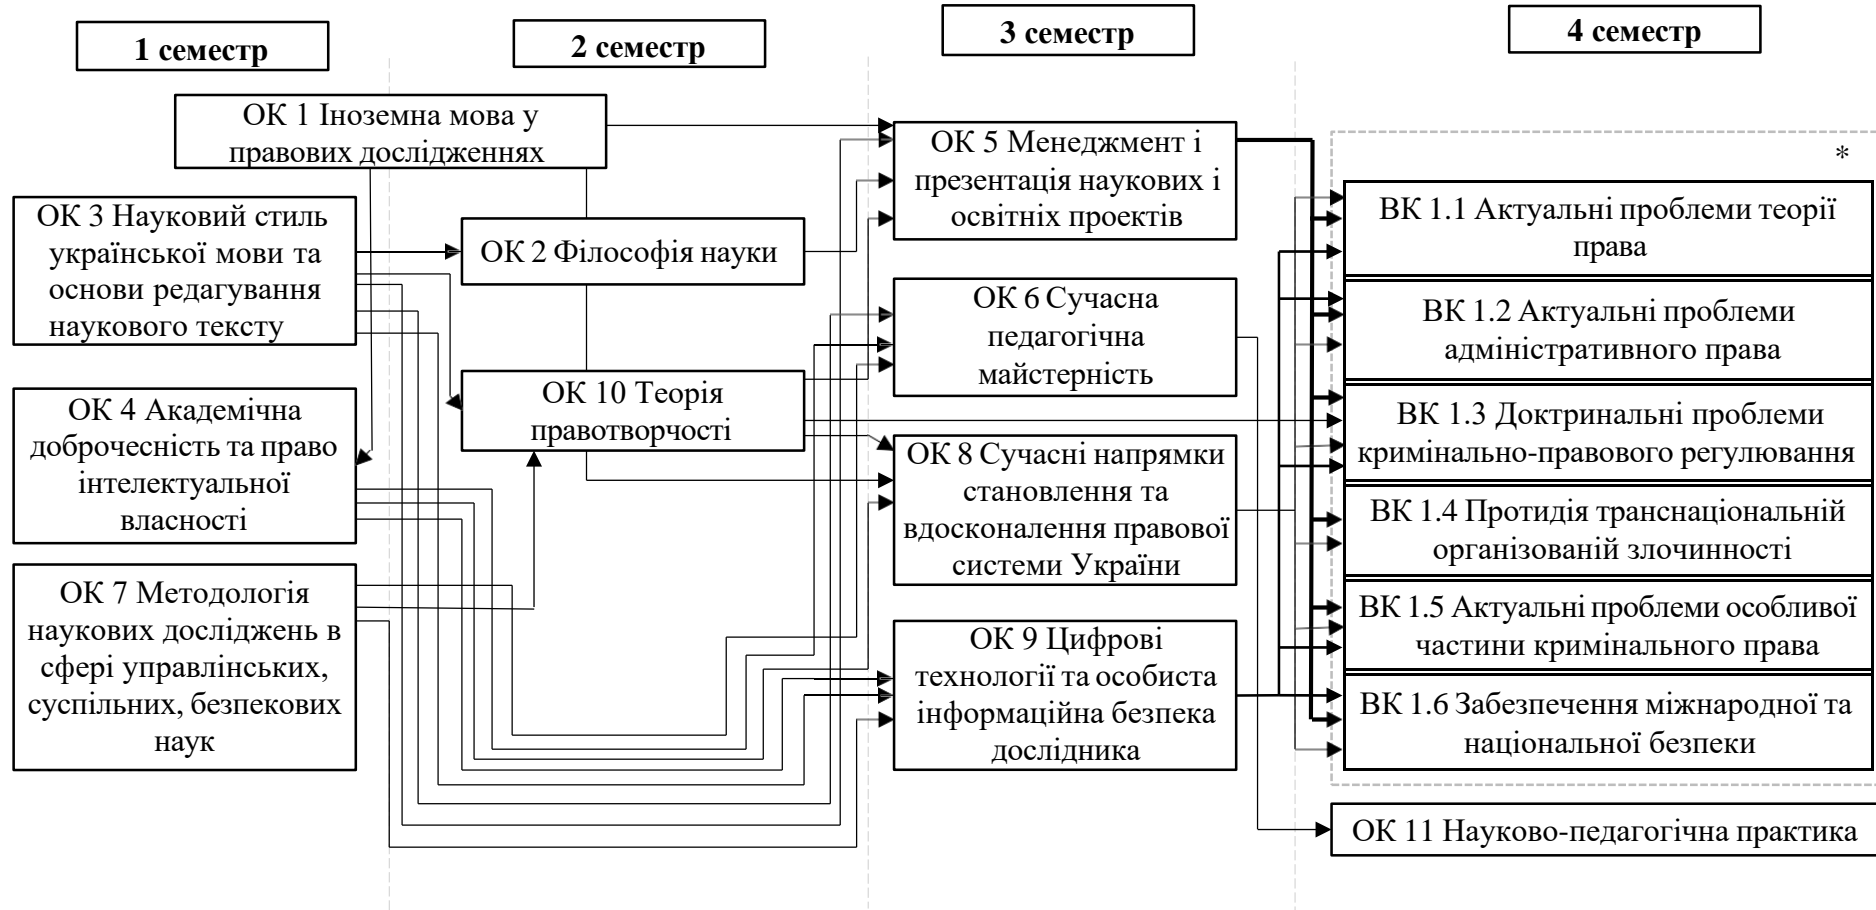 1 семестр
2 семестр
3 семестр
4 семестр
ОК 1 Іноземна мова у
правових дослідженнях
ОК 3 Науковий стиль
української мови та
основи редагування
наукового тексту
ОК 4 Академічна
доброчесність та право
інтелектуальної
власності
ОК 7 Методологія
наукових досліджень в
сфері управлінських,
суспільних, безпекових
наук
ОК 2 Філософія науки
ОК 10 Теорія
правотворчості
ОК 5 Менеджмент і
презентація наукових і
освітніх проектів
ОК 6 Сучасна
педагогічна
майстерність
ОК 8 Сучасні напрямки
становлення та
вдосконалення правової
системи України
ОК 9 Цифрові
технології та особиста
інформаційна безпека
дослідника
*
ВК 1.1 Актуальні проблеми теорії
права
ВК 1.2 Актуальні проблеми
адміністративного права
ВК 1.3 Доктринальні проблеми
кримінально-правового регулювання
ВК 1.4 Протидія транснаціональній
організованій злочинності
ВК 1.5 Актуальні проблеми особливої
частини кримінального права
ВК 1.6 Забезпечення міжнародної та
національної безпеки
ОК 11 Науково-педагогічна практика